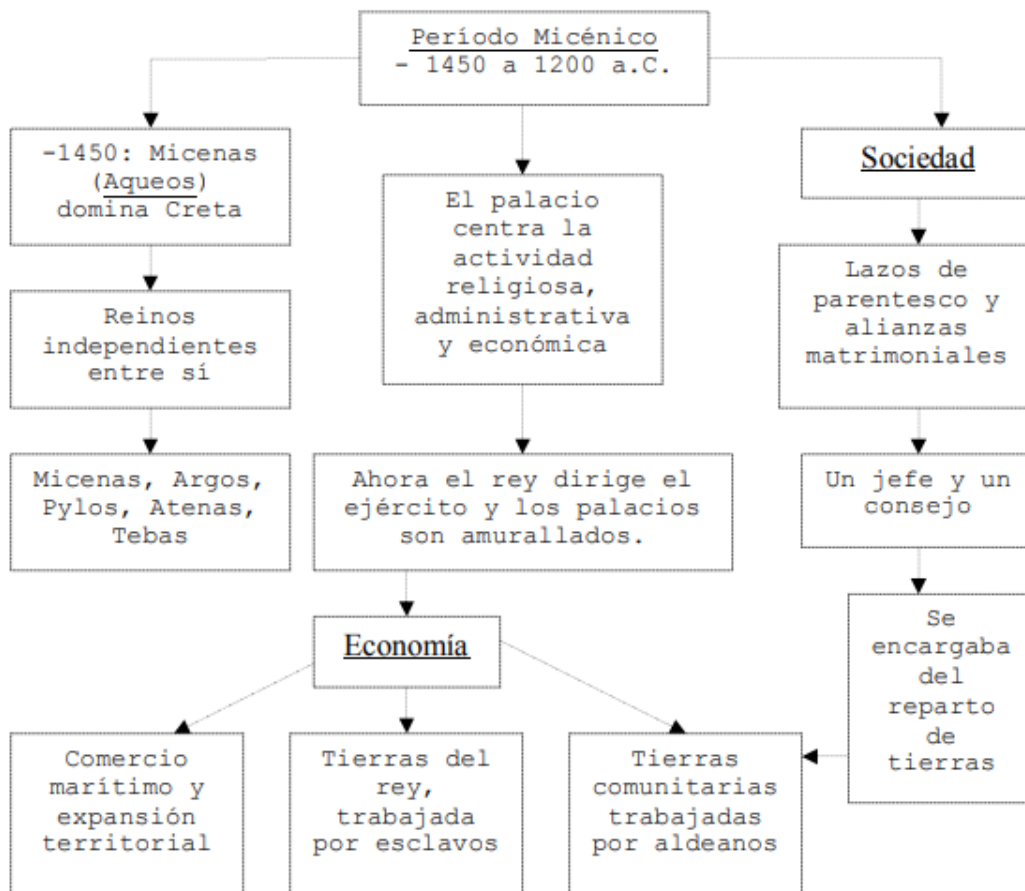 Período Micénico
- 1450 a 1200 a.C.
-1450: Micenas
(Aqueos)
domina Creta
Reinos
independientes
entre sí
Micenas, Argos,
Pylos, Atenas,
Tebas
El palacio
centra la
actividad
religiosa,
administrativa
y económica
Ahora el rey dirige el
ejército y los palacios
son amurallados.
Sociedad
Lazos de
parentesco y
alianzas
matrimoniales
Un jefe y un
consejo
Se
encargaba
del
reparto
de
tierras
Economía
Comercio
marítimo y
expansión
territorial
Tierras del
rey,
trabajada
por esclavos
Tierras
comunitarias
trabajadas
por aldeanos